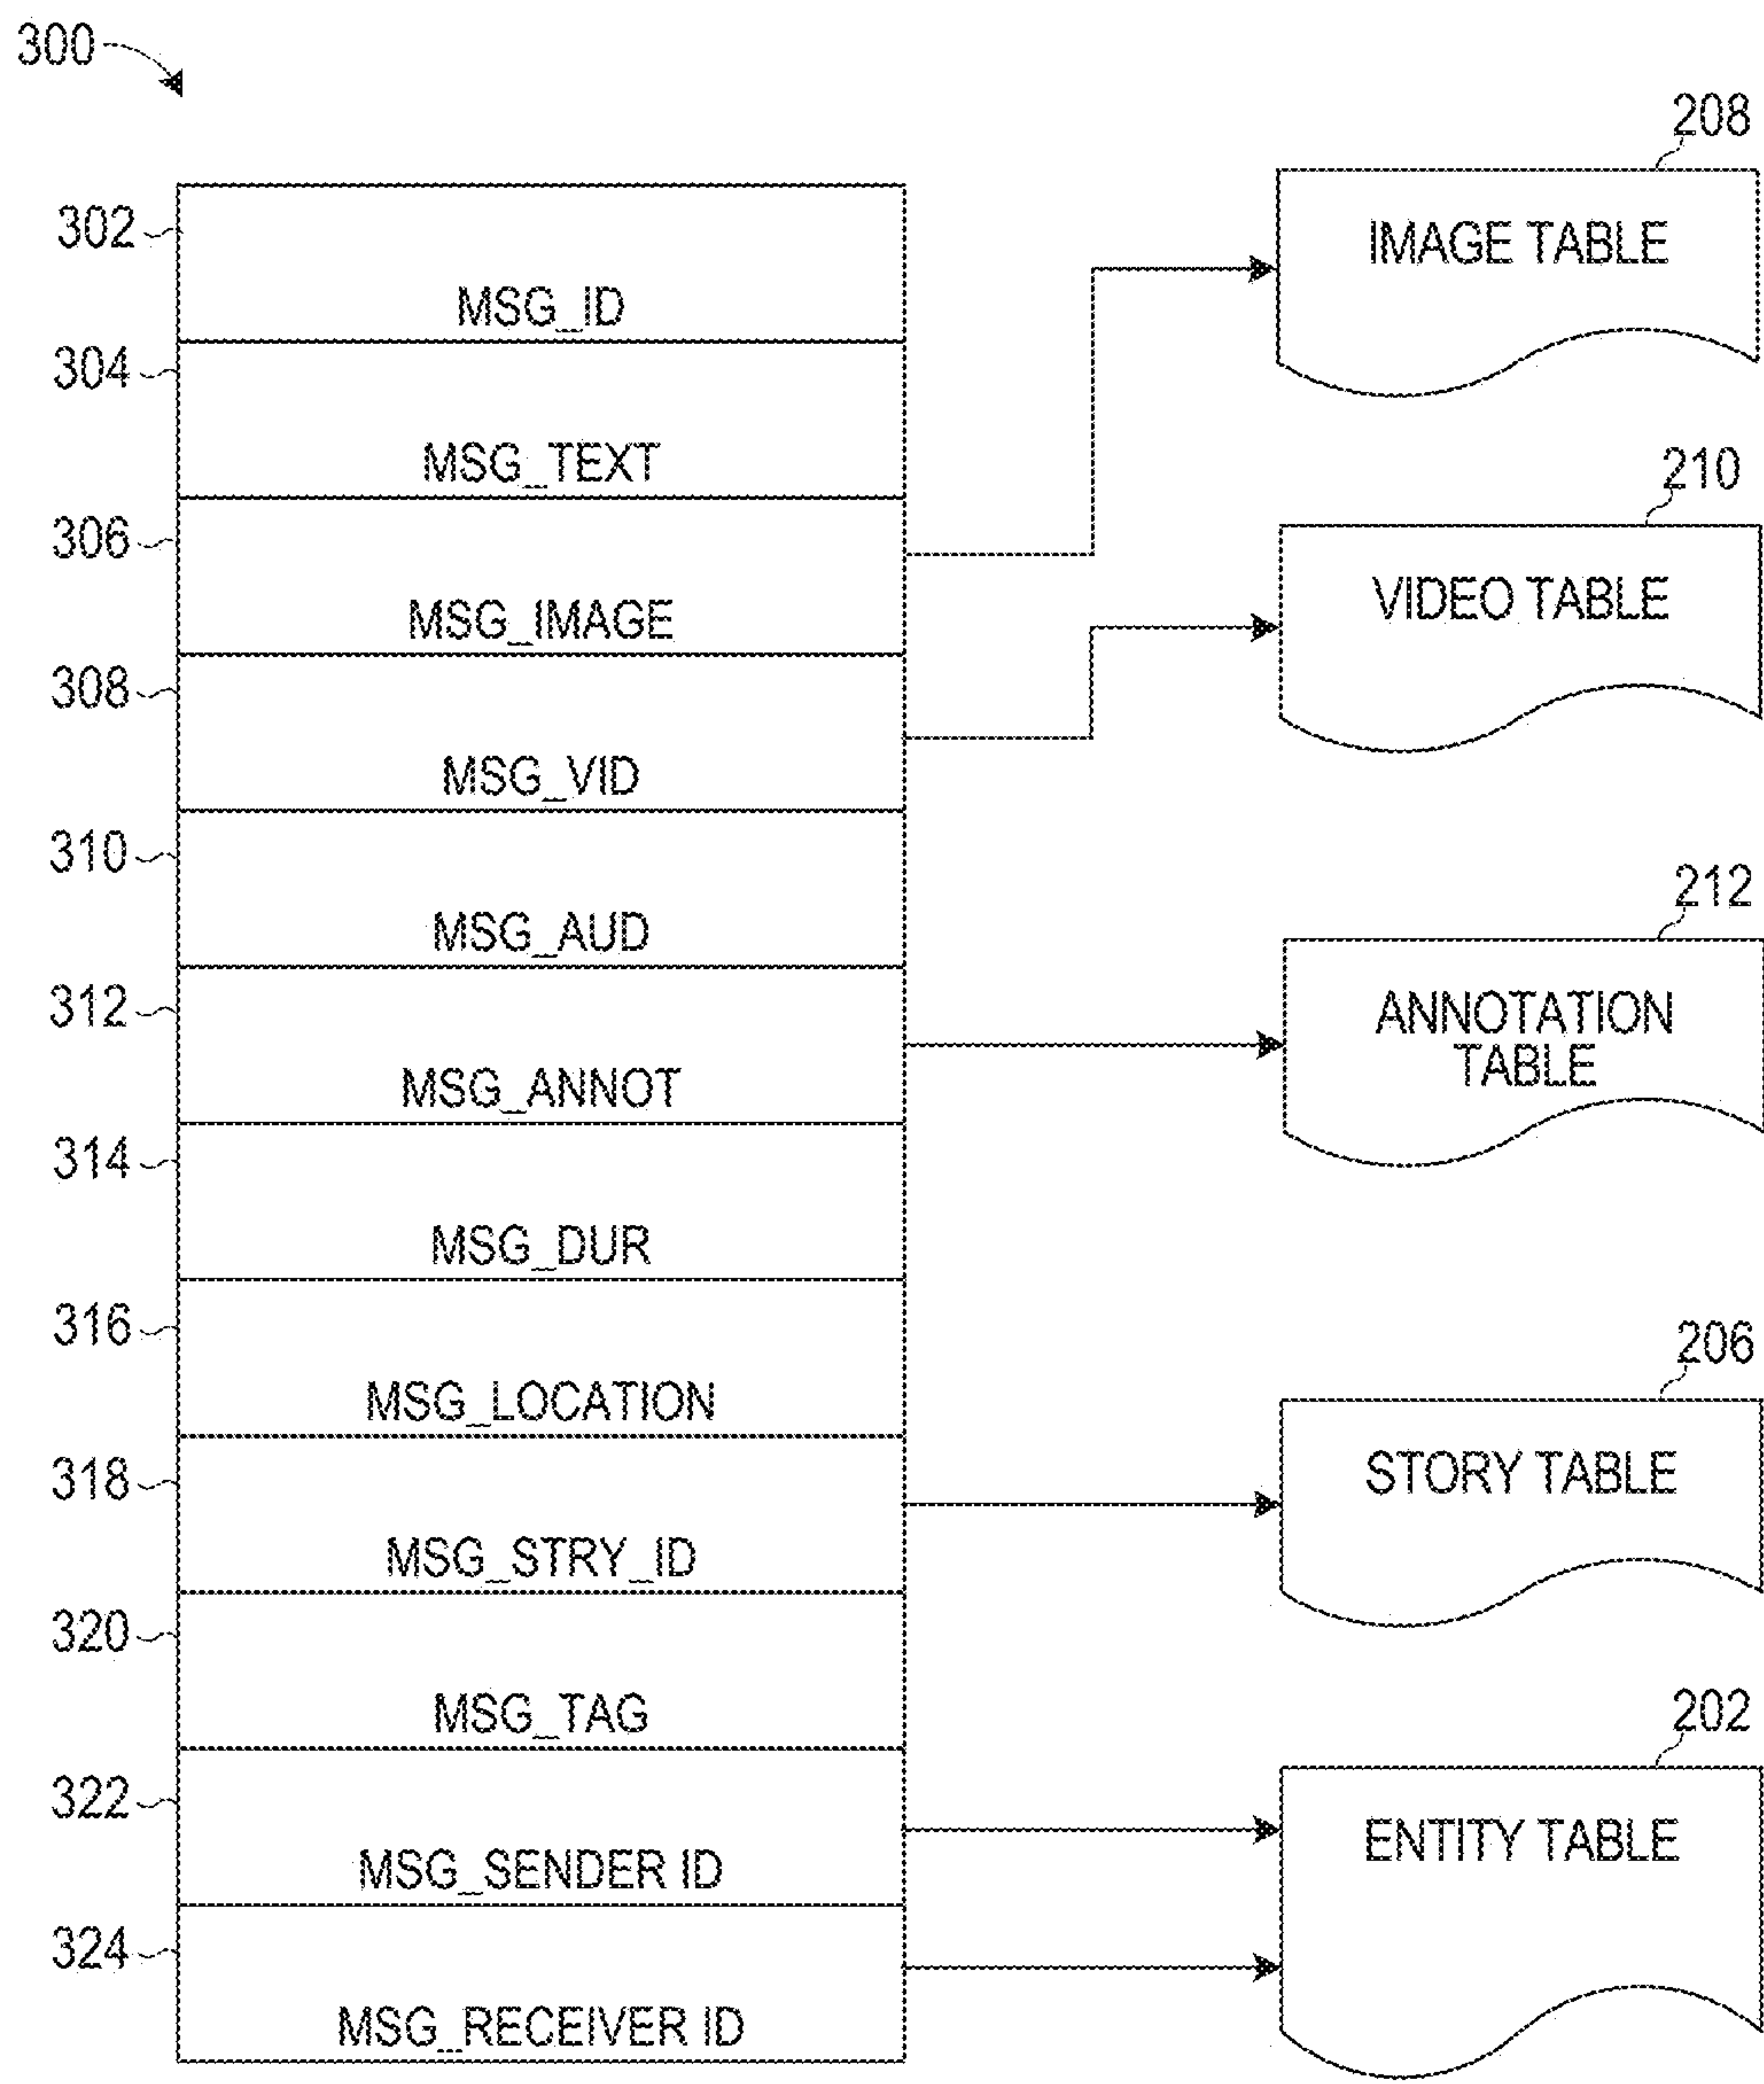 300
208
302
IMAGE TABLE
MSG_ID
304
MSG_TEXT
210
306
VIDEO TABLE
MSG_IMAGE
308
MSG_VID
310
212
MSG_AUD
312
ANNOTATION
TABLE
MSG_ANNOT
314
MSG_DUR
316
206
MSG_LOCATION
318
STORY TABLE
MSG_STRY_ID
320
MSG_TAG
202
322
ENTITY TABLE
MSG_SENDER ID
324
MSG_RECEIVER ID